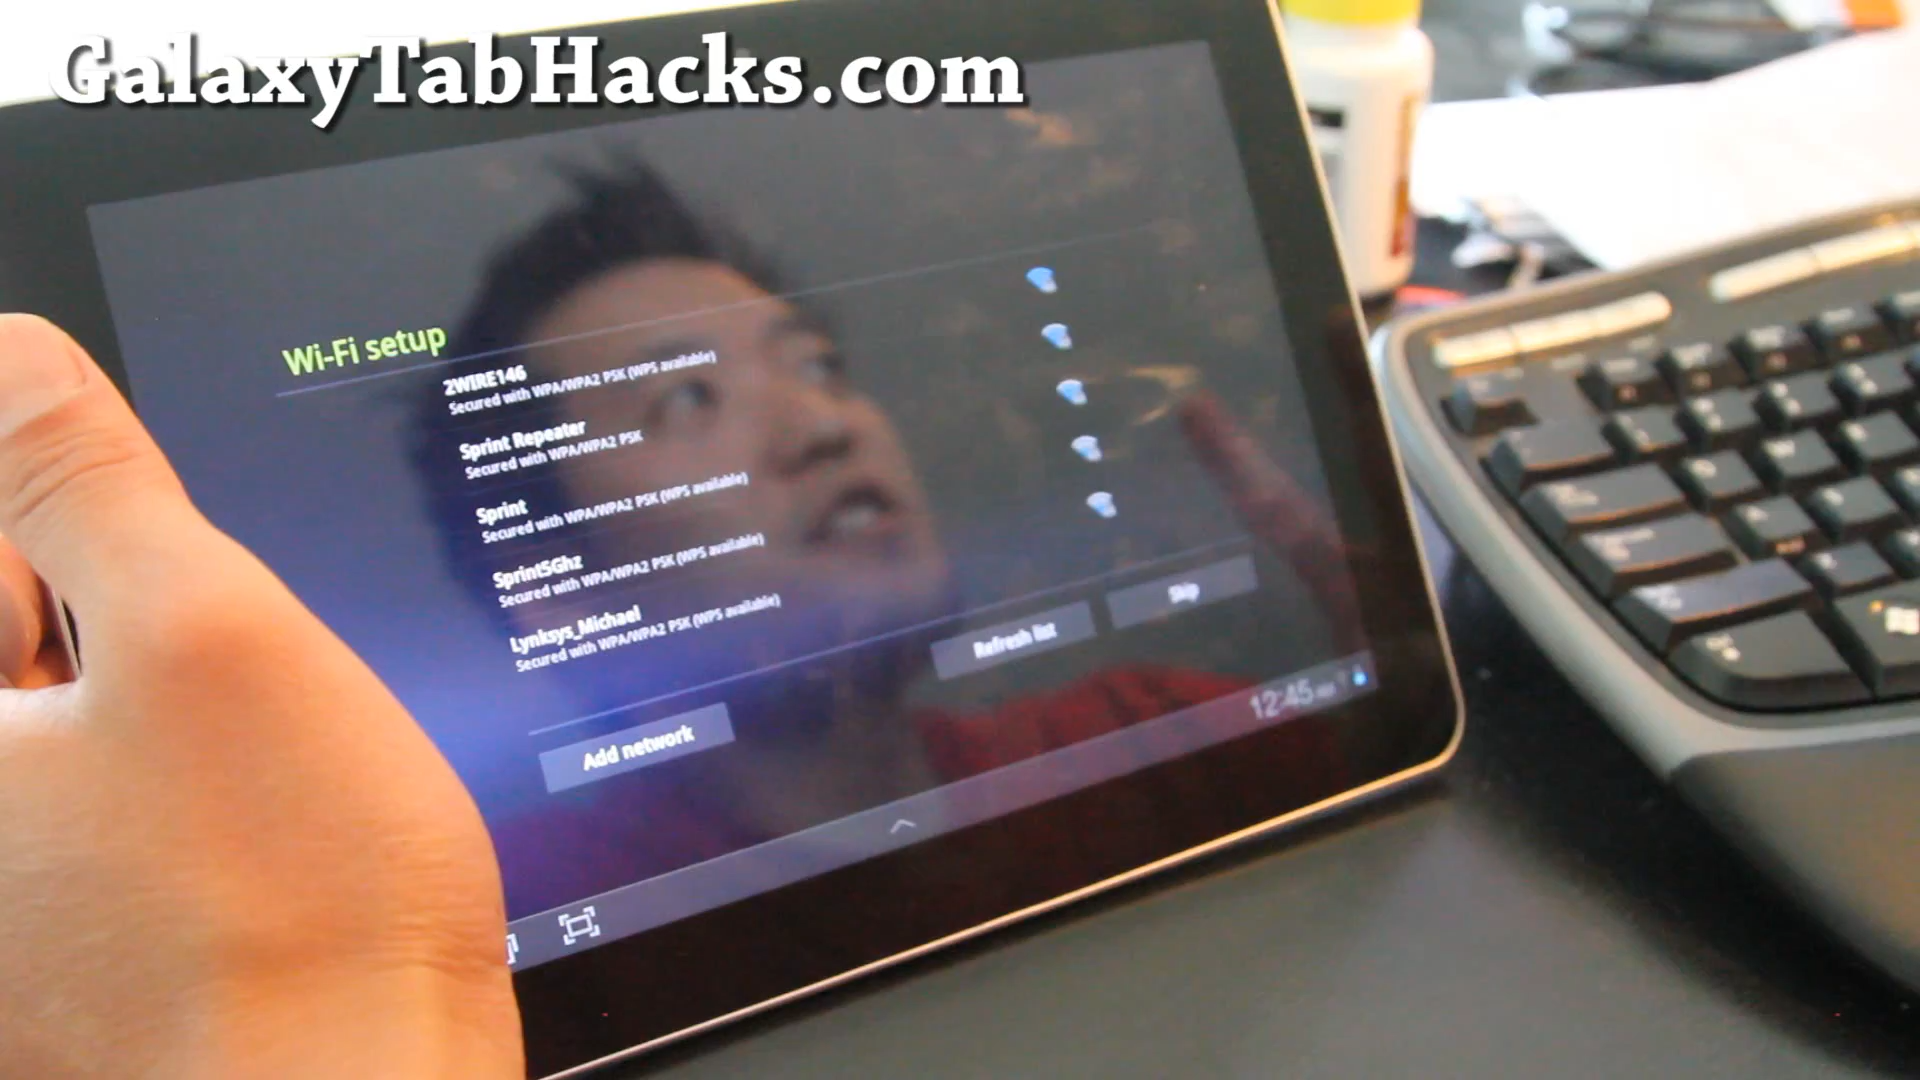 GalaxyTabHacks.com
Wi-Fi setup
2WIRE146
Secured with WPA/WPA2 PSK (WPS available)
Sprint Repeater
Secured with WPA/WPA2 PSK
Sprint
Secured with WPA/WPA2 PSK (WPS available)
Sprint5Ghz
Secured with WPA/WPA2 PSK (WPS available)
Lynksys_Michael
Secured with WPA/WPA2 PSK (WPS available)
Refresh list
Skip
Add network
12:45